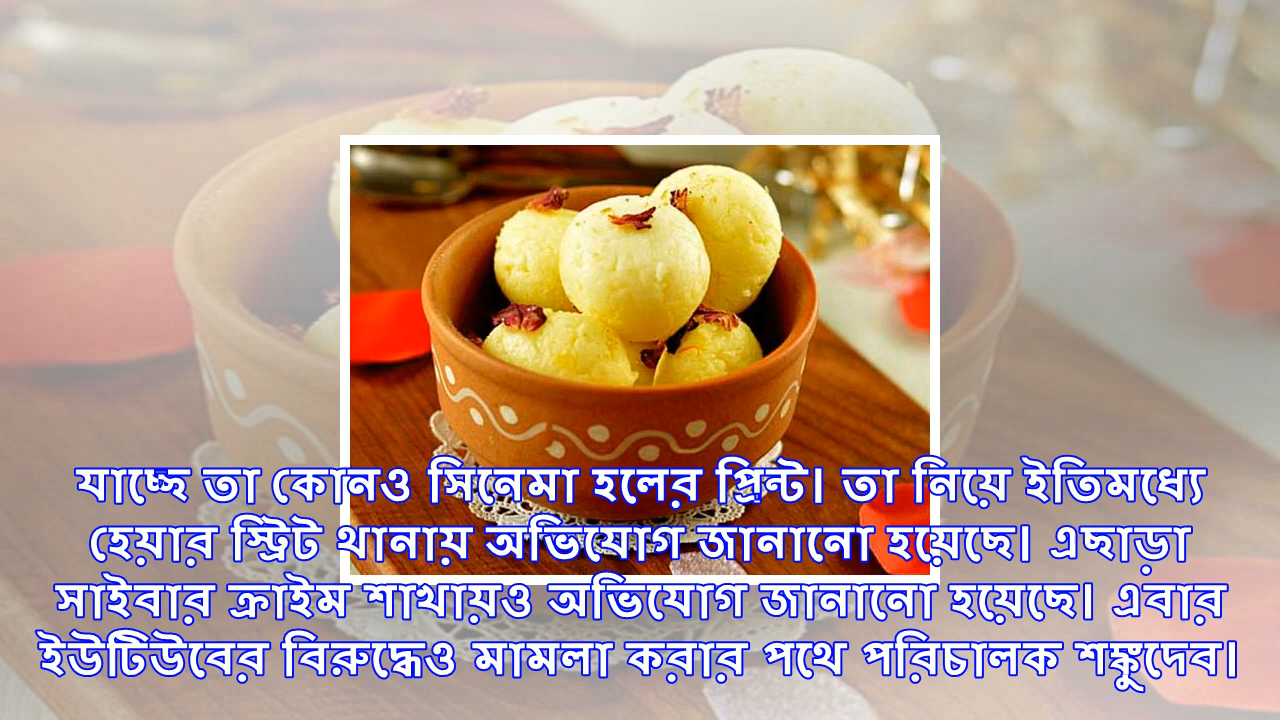 যাচ্ছে তা কোনও সিনেমা হলের প্রিন্ট। তা নিয়ে ইতিমধ্যে
হেয়ার স্ট্রিট থানায় অভিযোগ জানানো হয়েছে। এছাড়া
সাইবার ক্রাইম শাখায়ও অভিযোগ জানানো হয়েছে। এবার
ইউটিউবের বিরুদ্ধেও মামলা করার পথে পরিচালক শঙ্কুদেব।